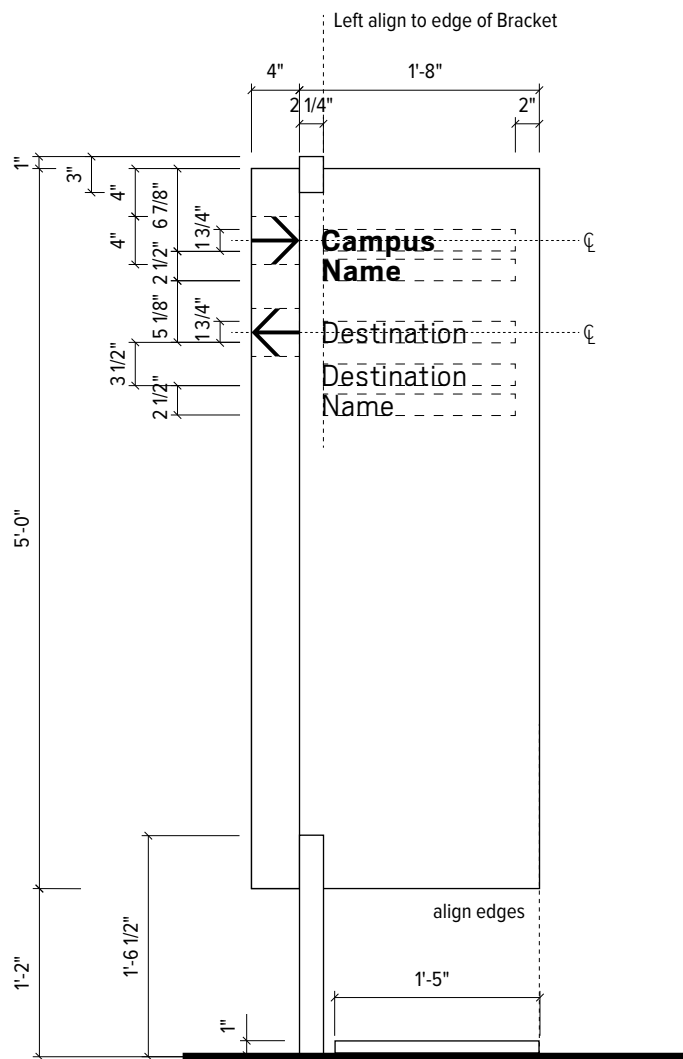 Left align to edge of Bracket
4" 1'-8"
2 1/4" 2"
1"
3"
4"
6 7/8"
1 3/4"
4"
2 1/2"
Campus
Name
℄
5 1/8"
1 3/4"
Destination
℄
3 1/2"
2 1/2"
Destination
Name
5'-0"
align edges
1'-6 1/2"
1'-2"
1'-5"
1"